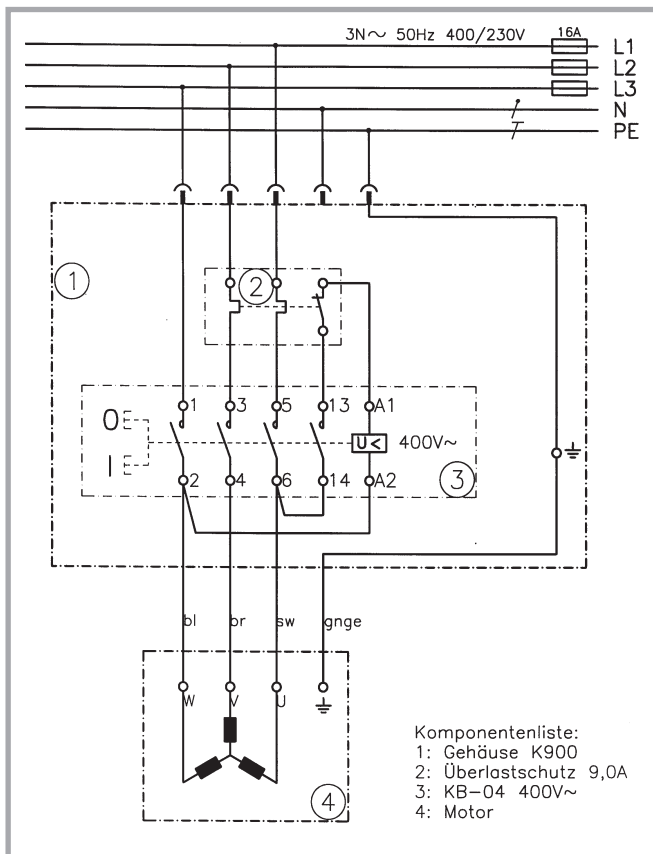 3N~ 50Hz 400/230V
16A
L1
L2
L3
N
PE
1
2
1 3 5 13 A1
0
U< 400V~
I
2 4 6 14 A2
3
bl br sw gnge
W V U
4
Komponentenliste:
1: Gehäuse K900
2: Überlastschutz 9,0A
3: KB-04 400V~
4: Motor